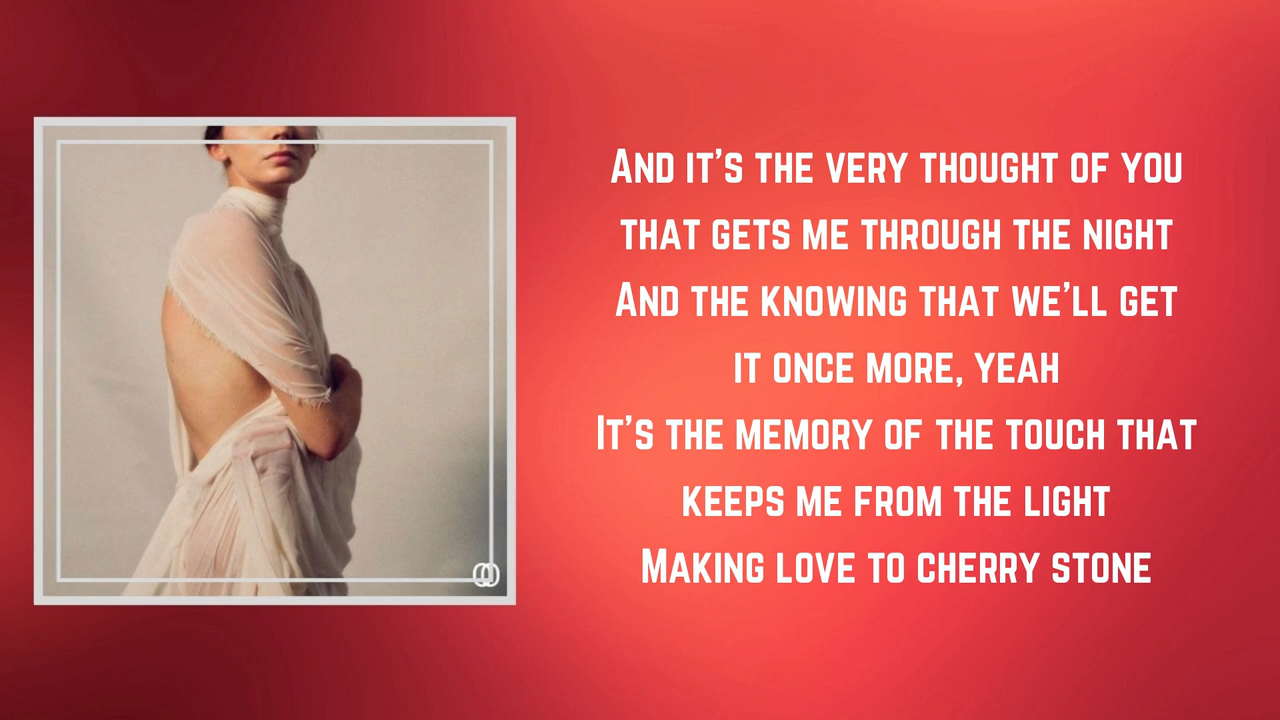 And it's the very thought of you
that gets me through the night
And the knowing that we'll get
it once more, yeah
It's the memory of the touch that
keeps me from the light
Making love to cherry stone